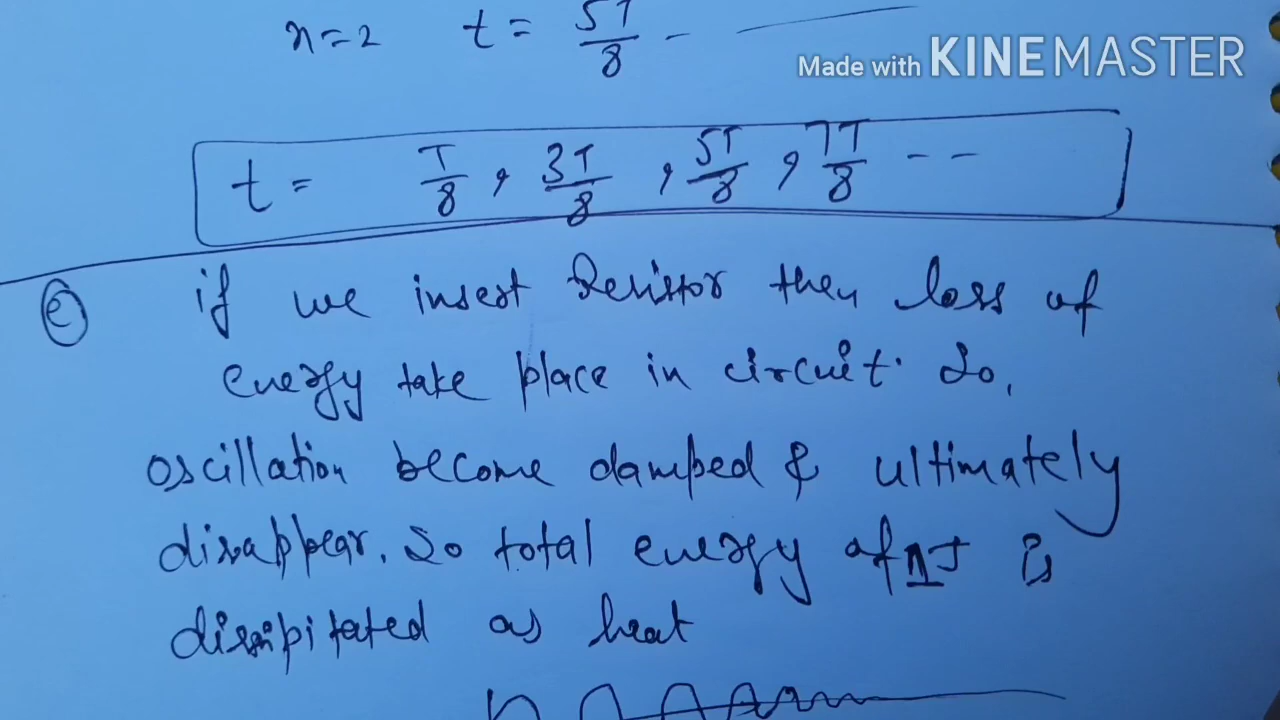 n=2 t = 5T/8 -
Made with KINEMASTER
t = T/8 , 3T/8 , 5T/8 , 7T/8 --
(e) if we insert Resistor then loss of
energy take place in circuit. So,
oscillation become damped & ultimately
disappear. So total energy of 1J is
dissipitated as heat